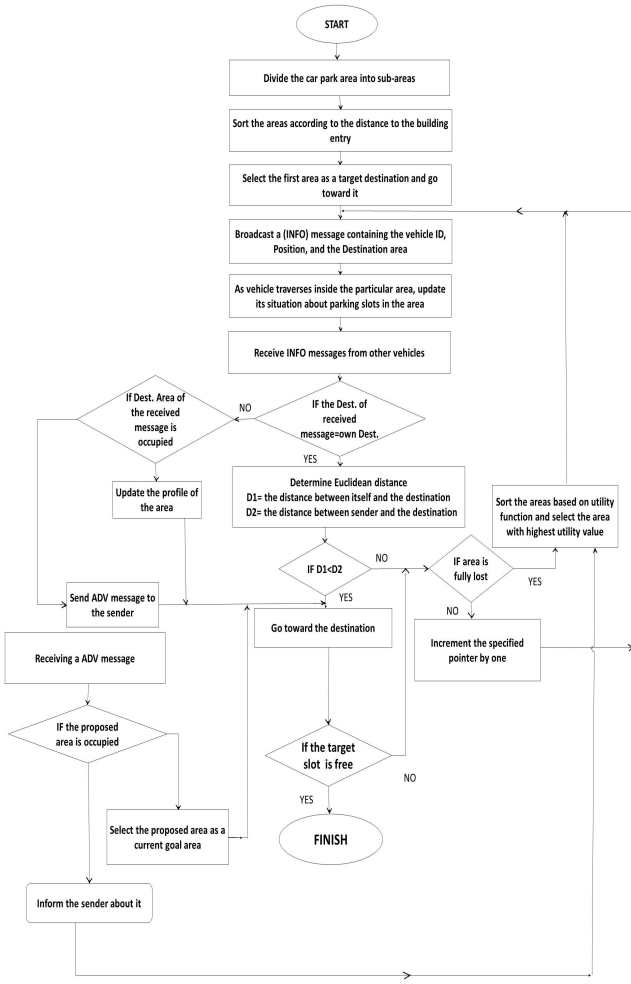 START
Divide the car park area into sub-areas
Sort the areas according to the distance to the building
entry
Select the first area as a target destination and go
toward it
Broadcast a (INFO) message containing the vehicle ID,
Position, and the Destination area
As vehicle traverses inside the particular area, update
its situation about parking slots in the area
Receive INFO messages from other vehicles
IF the Dest. of
received
message=own Dest.
NO
If Dest. Area of
the received
message is
occupied
YES
Update the profile of
the area
Determine Euclidean distance
D1= the distance between itself and the destination
D2= the distance between sender and the destination
Sort the areas based on utility
function and select the area
with highest utility value
IF D1<D2
NO
IF area is
fully lost
YES
YES
Send ADV message to
the sender
NO
Go toward the destination
Increment the specified
pointer by one
Receiving a ADV message
IF the proposed
area is occupied
If the target
slot is free
NO
YES
Select the proposed area as a
current goal area
FINISH
Inform the sender about it